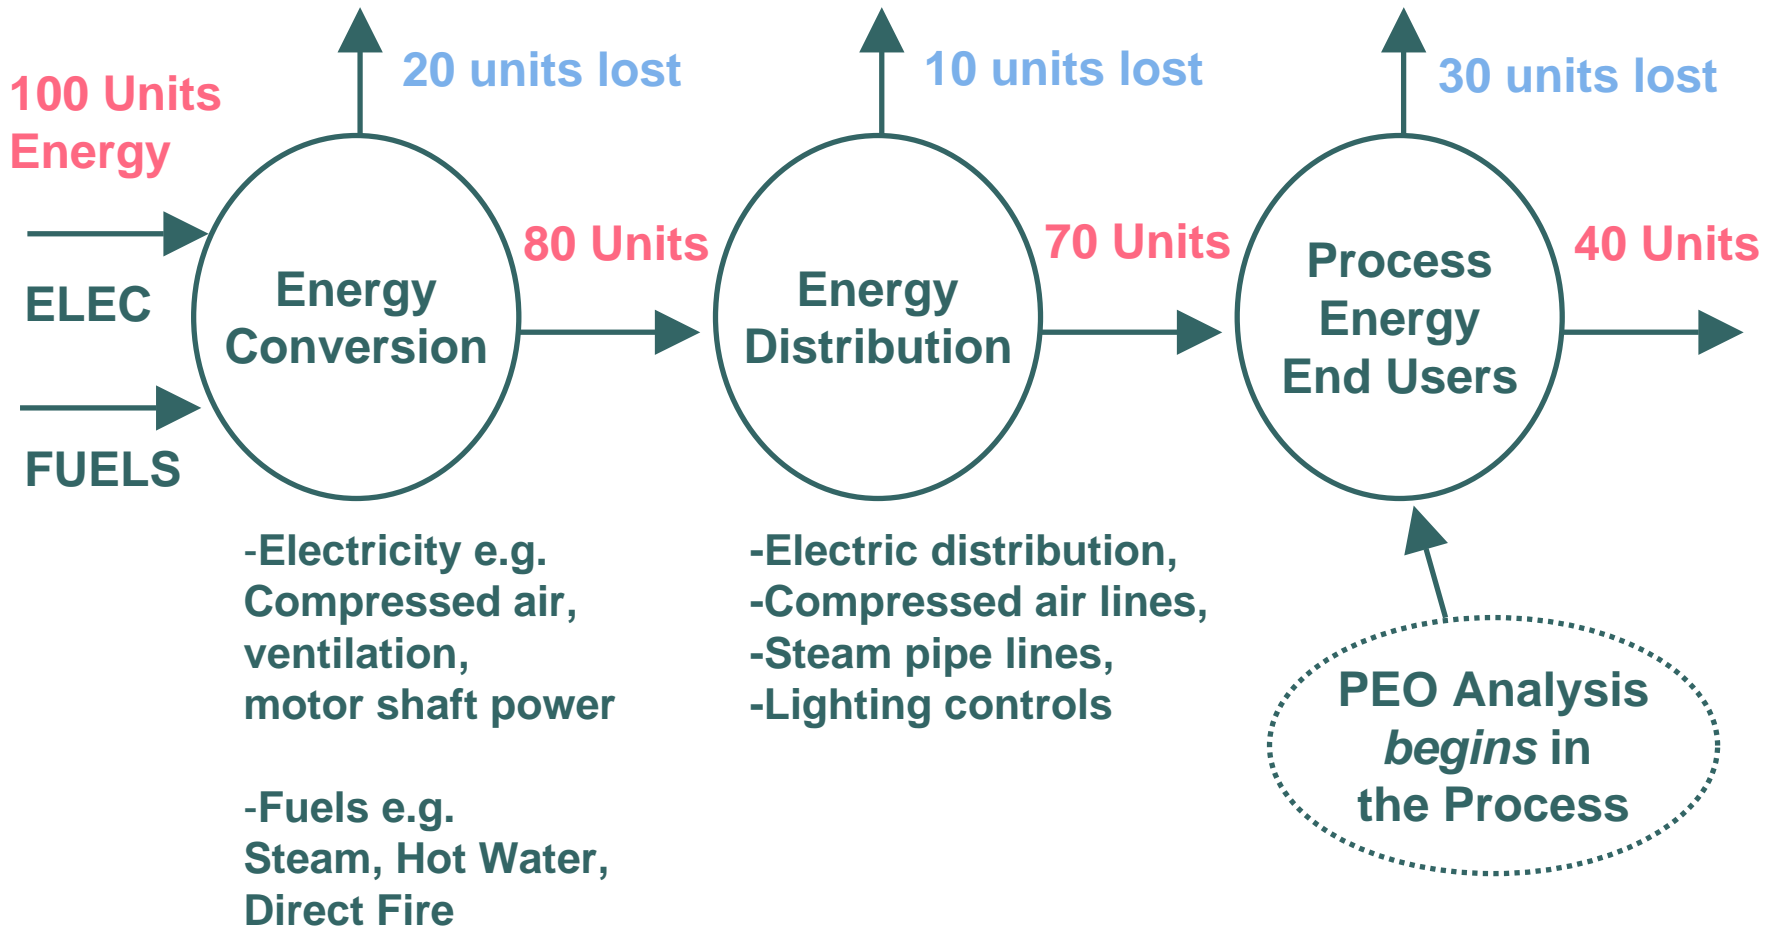 100 Units
Energy
20 units lost
10 units lost
30 units lost
ELEC
FUELS
Energy
Conversion
80 Units
Energy
Distribution
70 Units
Process
Energy
End Users
40 Units
-Electricity e.g.
Compressed air,
ventilation,
motor shaft power
-Fuels e.g.
Steam, Hot Water,
Direct Fire
-Electric distribution,
-Compressed air lines,
-Steam pipe lines,
-Lighting controls
PEO Analysis
begins in
the Process